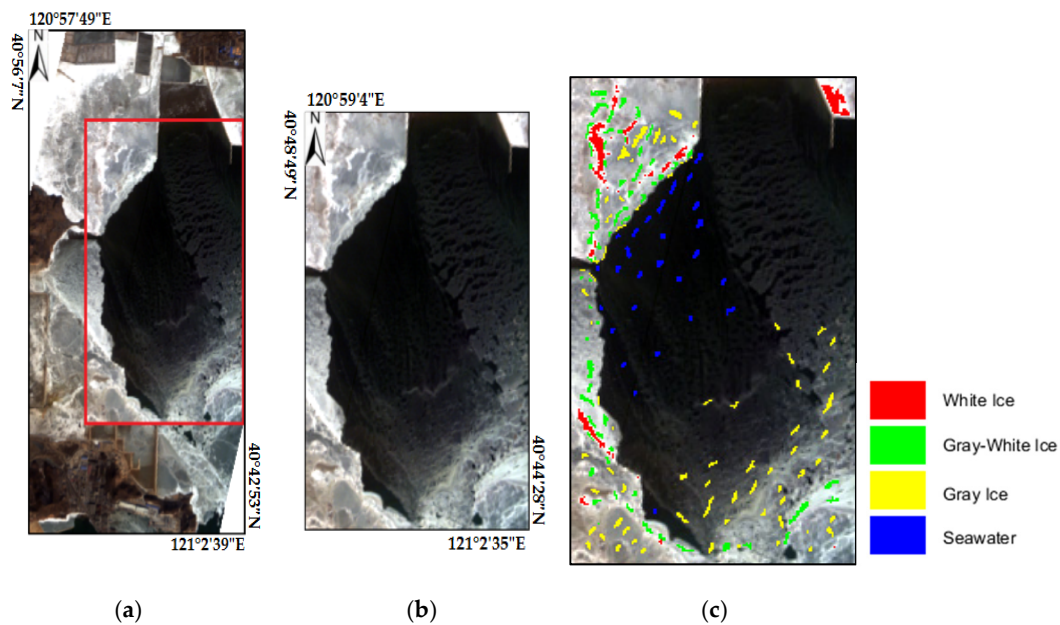 120°57'49"E
N
40°56'7"N
40°42'53"N
121°2'39"E
120°59'4"E
N
40°48'49"N
40°44'28"N
121°2'35"E
White Ice
Gray-White Ice
Gray Ice
Seawater
(a)
(b)
(c)